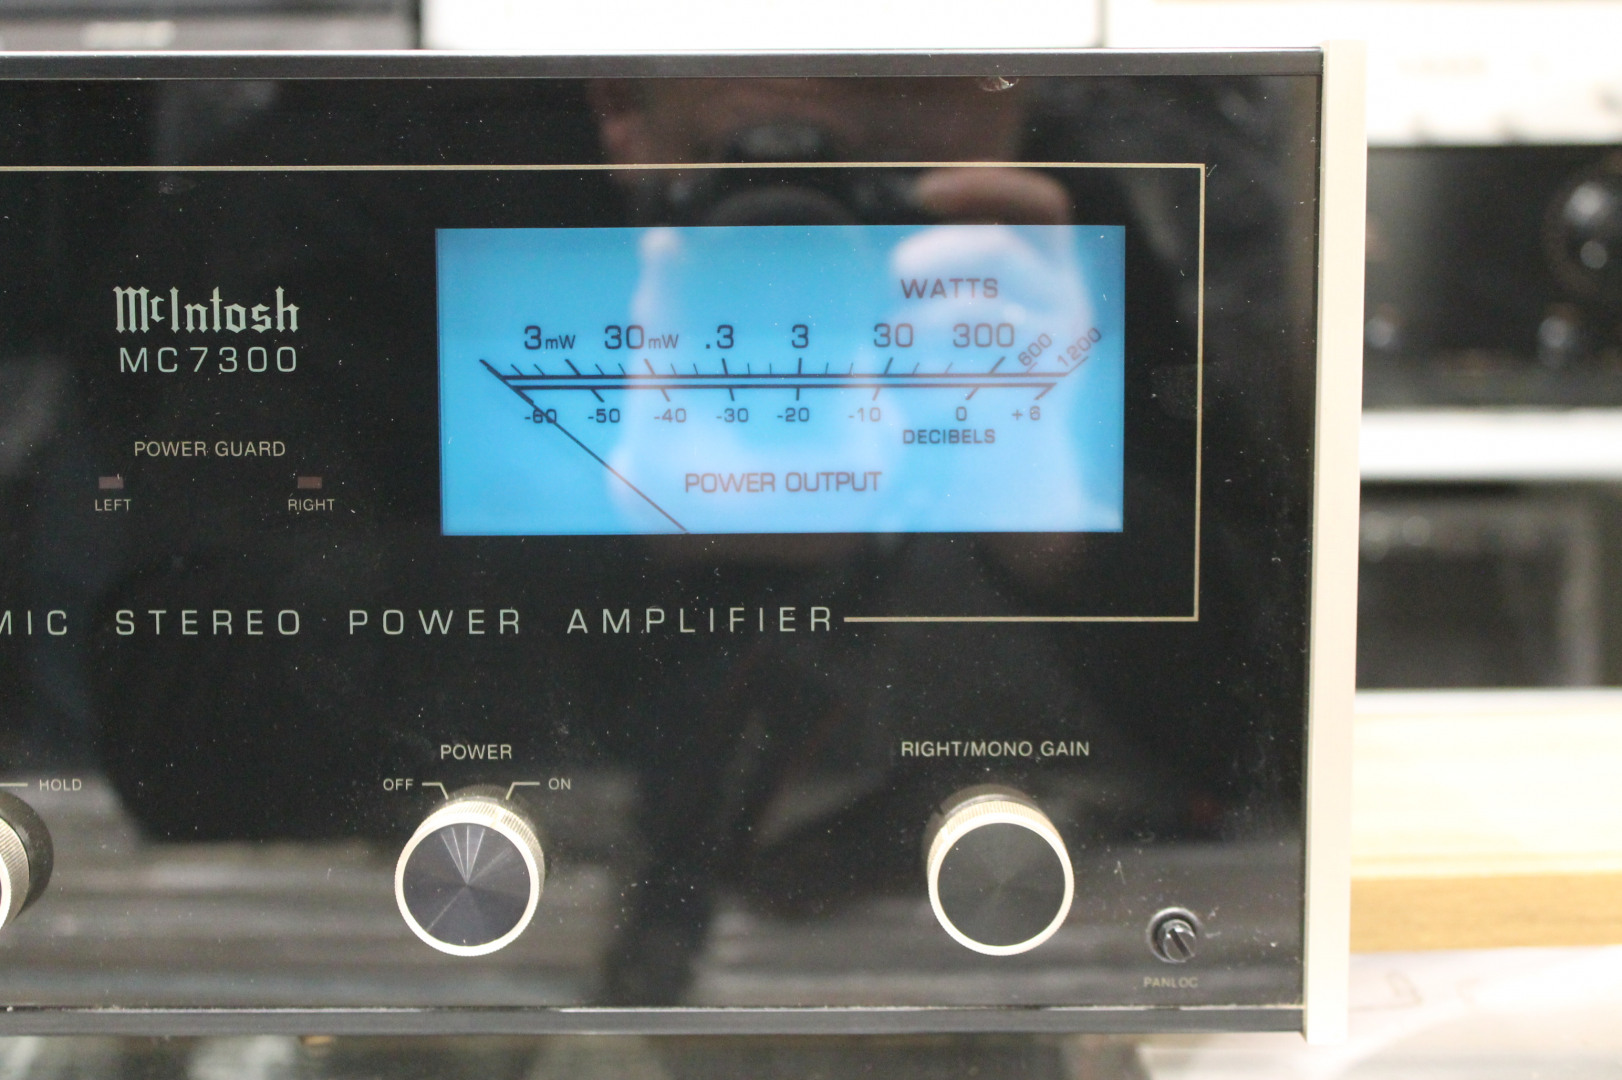 McIntosh
MC7300
POWER GUARD
LEFT RIGHT
WATTS
3mW 30mW .3 3 30 300 600 1200
-60 -50 -40 -30 -20 -10 0 +6
DECIBELS
POWER OUTPUT
MIC STEREO POWER AMPLIFIER
HOLD
POWER
OFF ON
RIGHT/MONO GAIN
PANLOC